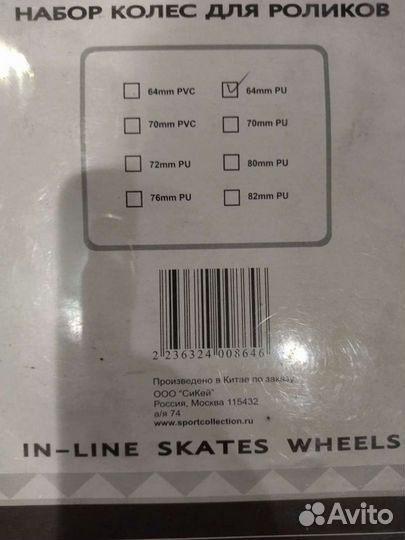 НАБОР КОЛЕС ДЛЯ РОЛИКОВ
64mm PVC 64mm PU
70mm PVC 70mm PU
72mm PU 80mm PU
76mm PU 82mm PU
2 236324 008646
Произведено в Китае по заказу
ООО "СиКей"
Россия, Москва 115432
а/я 74
www.sportcollection.ru
IN-LINE SKATES WHEELS
Avito